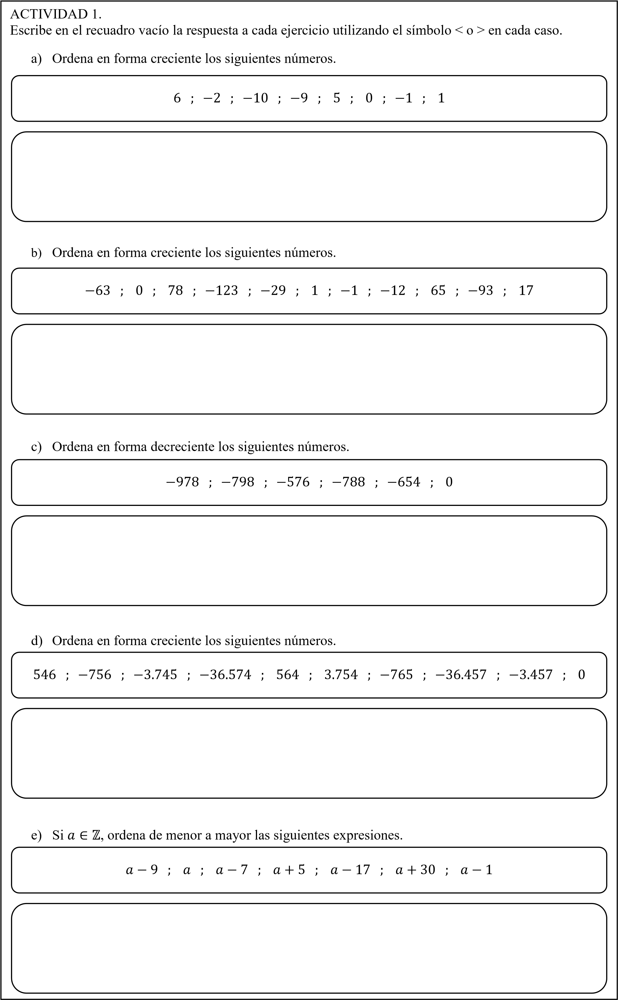 ACTIVIDAD 1.
Escribe en el recuadro vacío la respuesta a cada ejercicio utilizando el símbolo < o > en cada caso.
a) Ordena en forma creciente los siguientes números.
6 ; −2 ; −10 ; −9 ; 5 ; 0 ; −1 ; 1
b) Ordena en forma creciente los siguientes números.
−63 ; 0 ; 78 ; −123 ; −29 ; 1 ; −1 ; −12 ; 65 ; −93 ; 17
c) Ordena en forma decreciente los siguientes números.
−978 ; −798 ; −576 ; −788 ; −654 ; 0
d) Ordena en forma creciente los siguientes números.
546 ; −756 ; −3.745 ; −36.574 ; 564 ; 3.754 ; −765 ; −36.457 ; −3.457 ; 0
e) Si 𝑎 ∈ ℤ, ordena de menor a mayor las siguientes expresiones.
𝑎 − 9 ; 𝑎 ; 𝑎 − 7 ; 𝑎 + 5 ; 𝑎 − 17 ; 𝑎 + 30 ; 𝑎 − 1